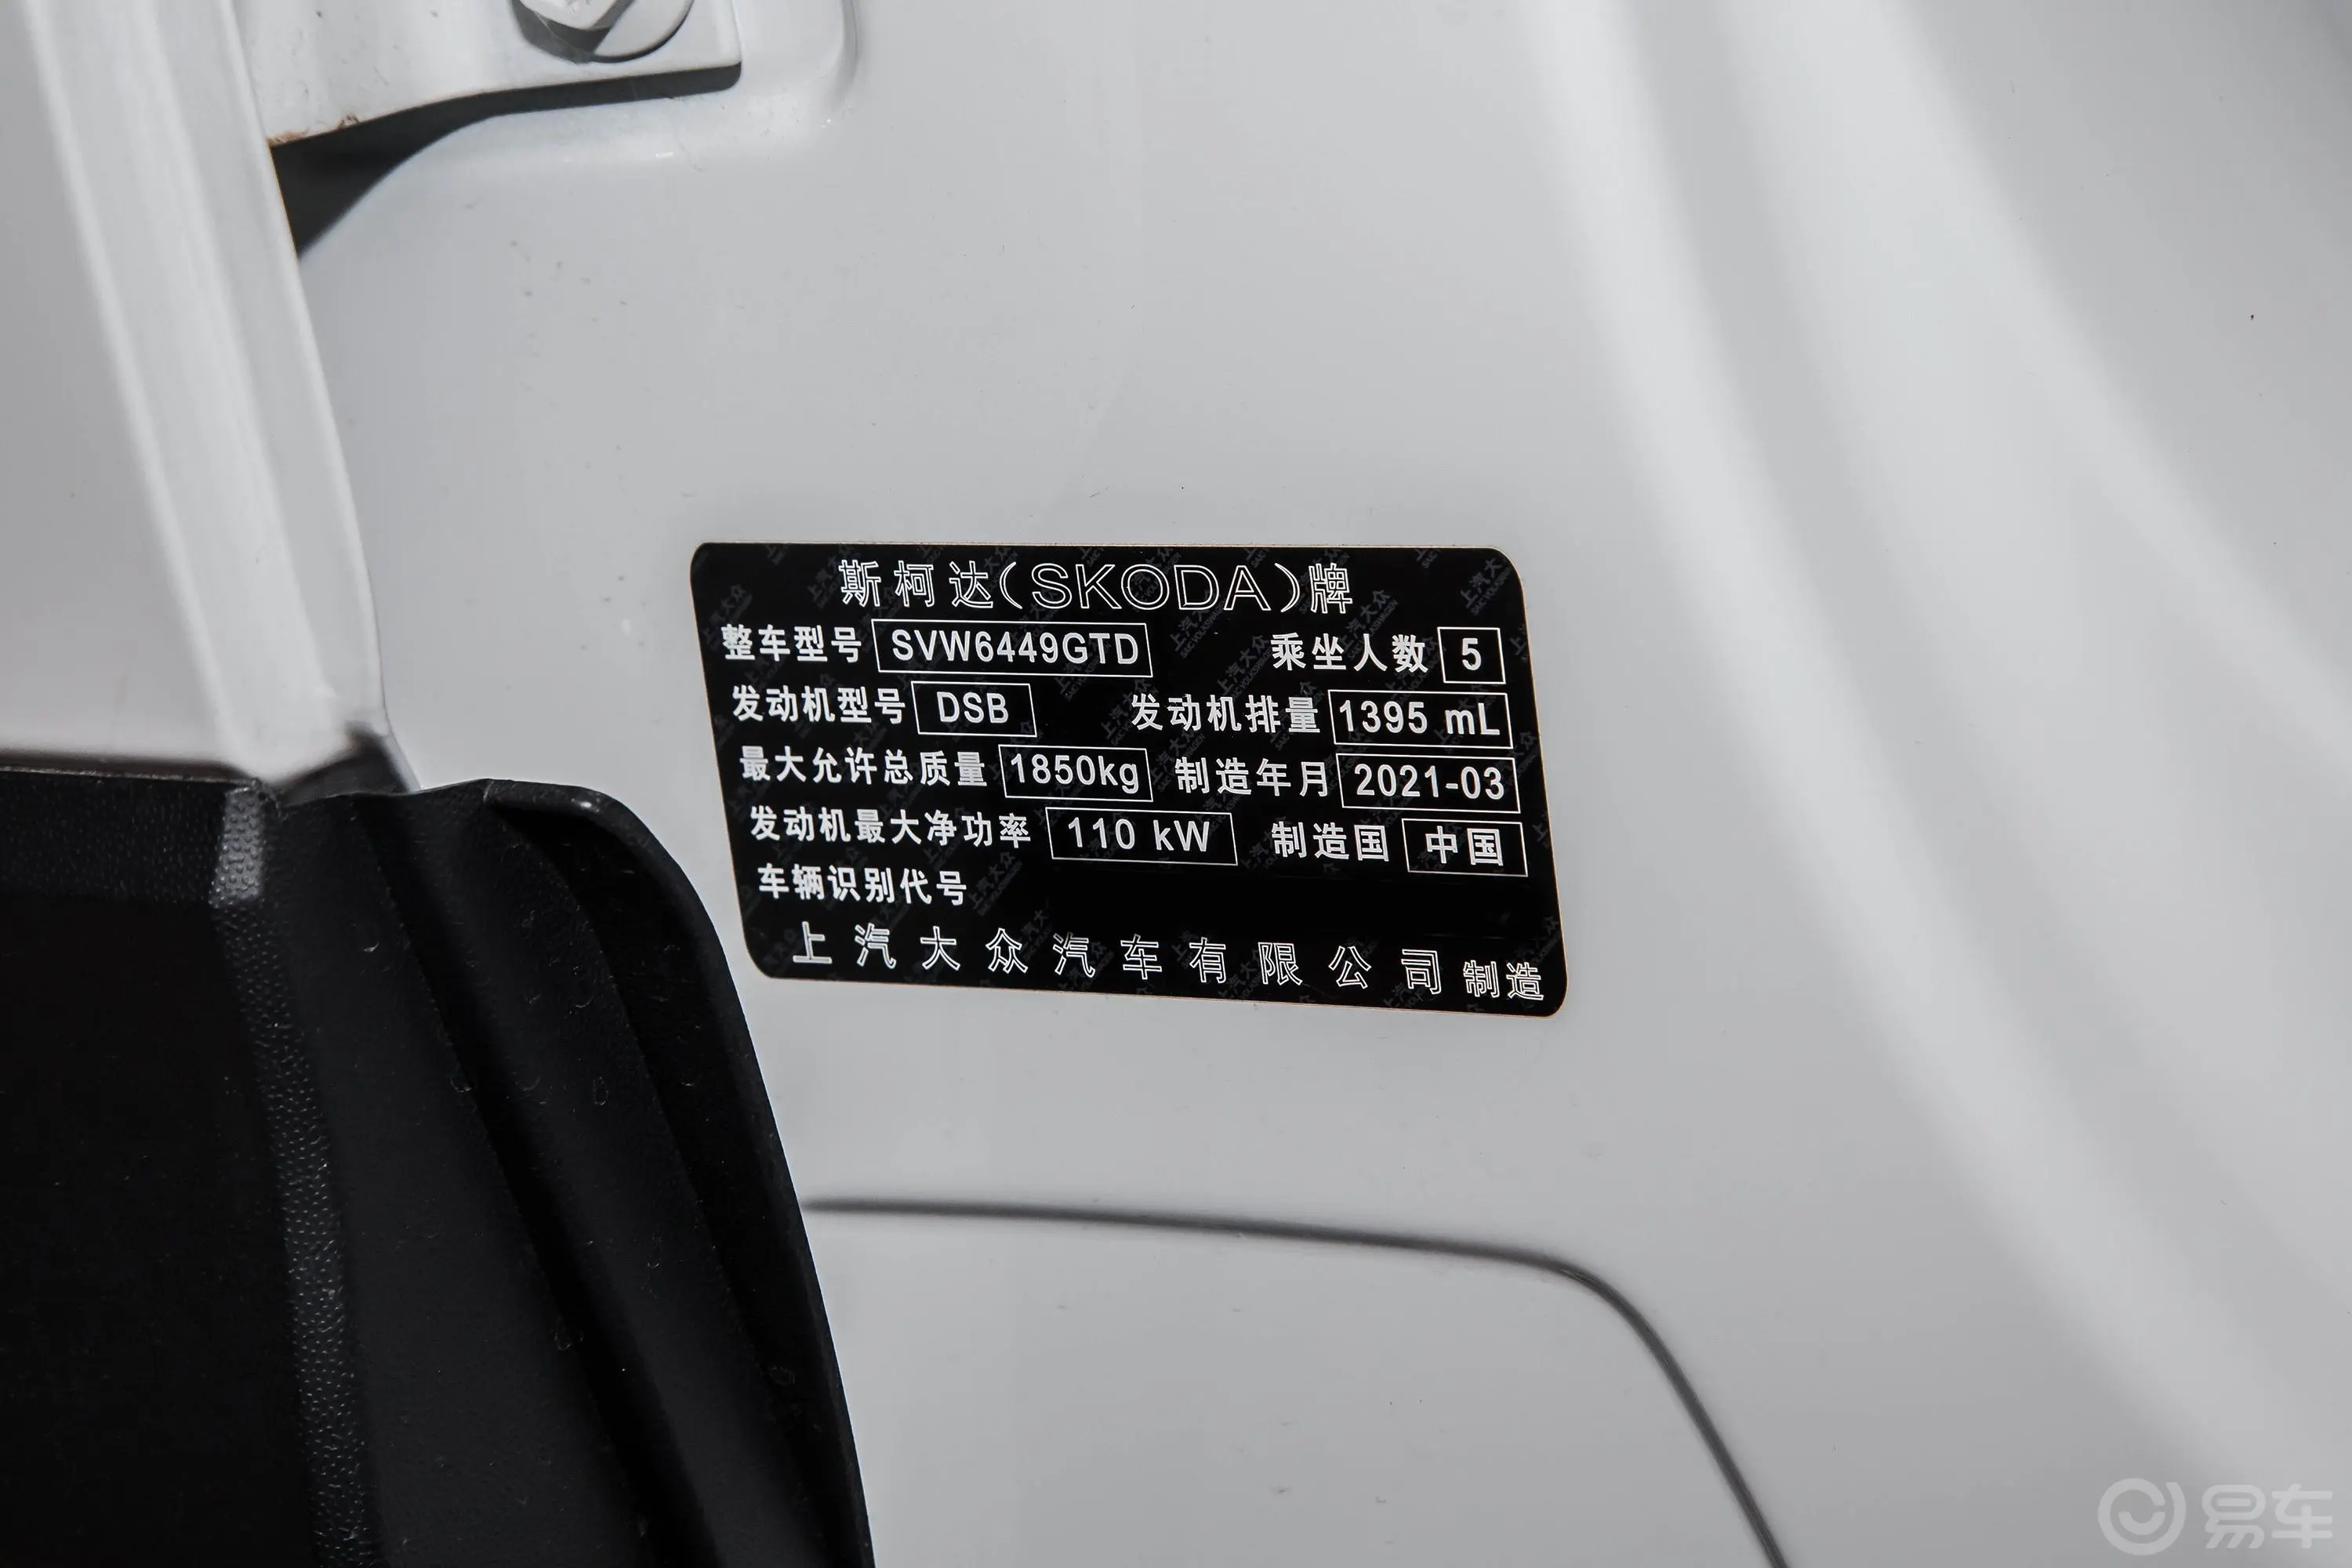 斯柯达(SKODA)牌
整车型号 SVW6449GTD 乘坐人数 5
发动机型号 DSB 发动机排量 1395 mL
最大允许总质量 1850kg 制造年月 2021-03
发动机最大净功率 110 kW 制造国 中国
车辆识别代号
上汽大众汽车有限公司制造
易车